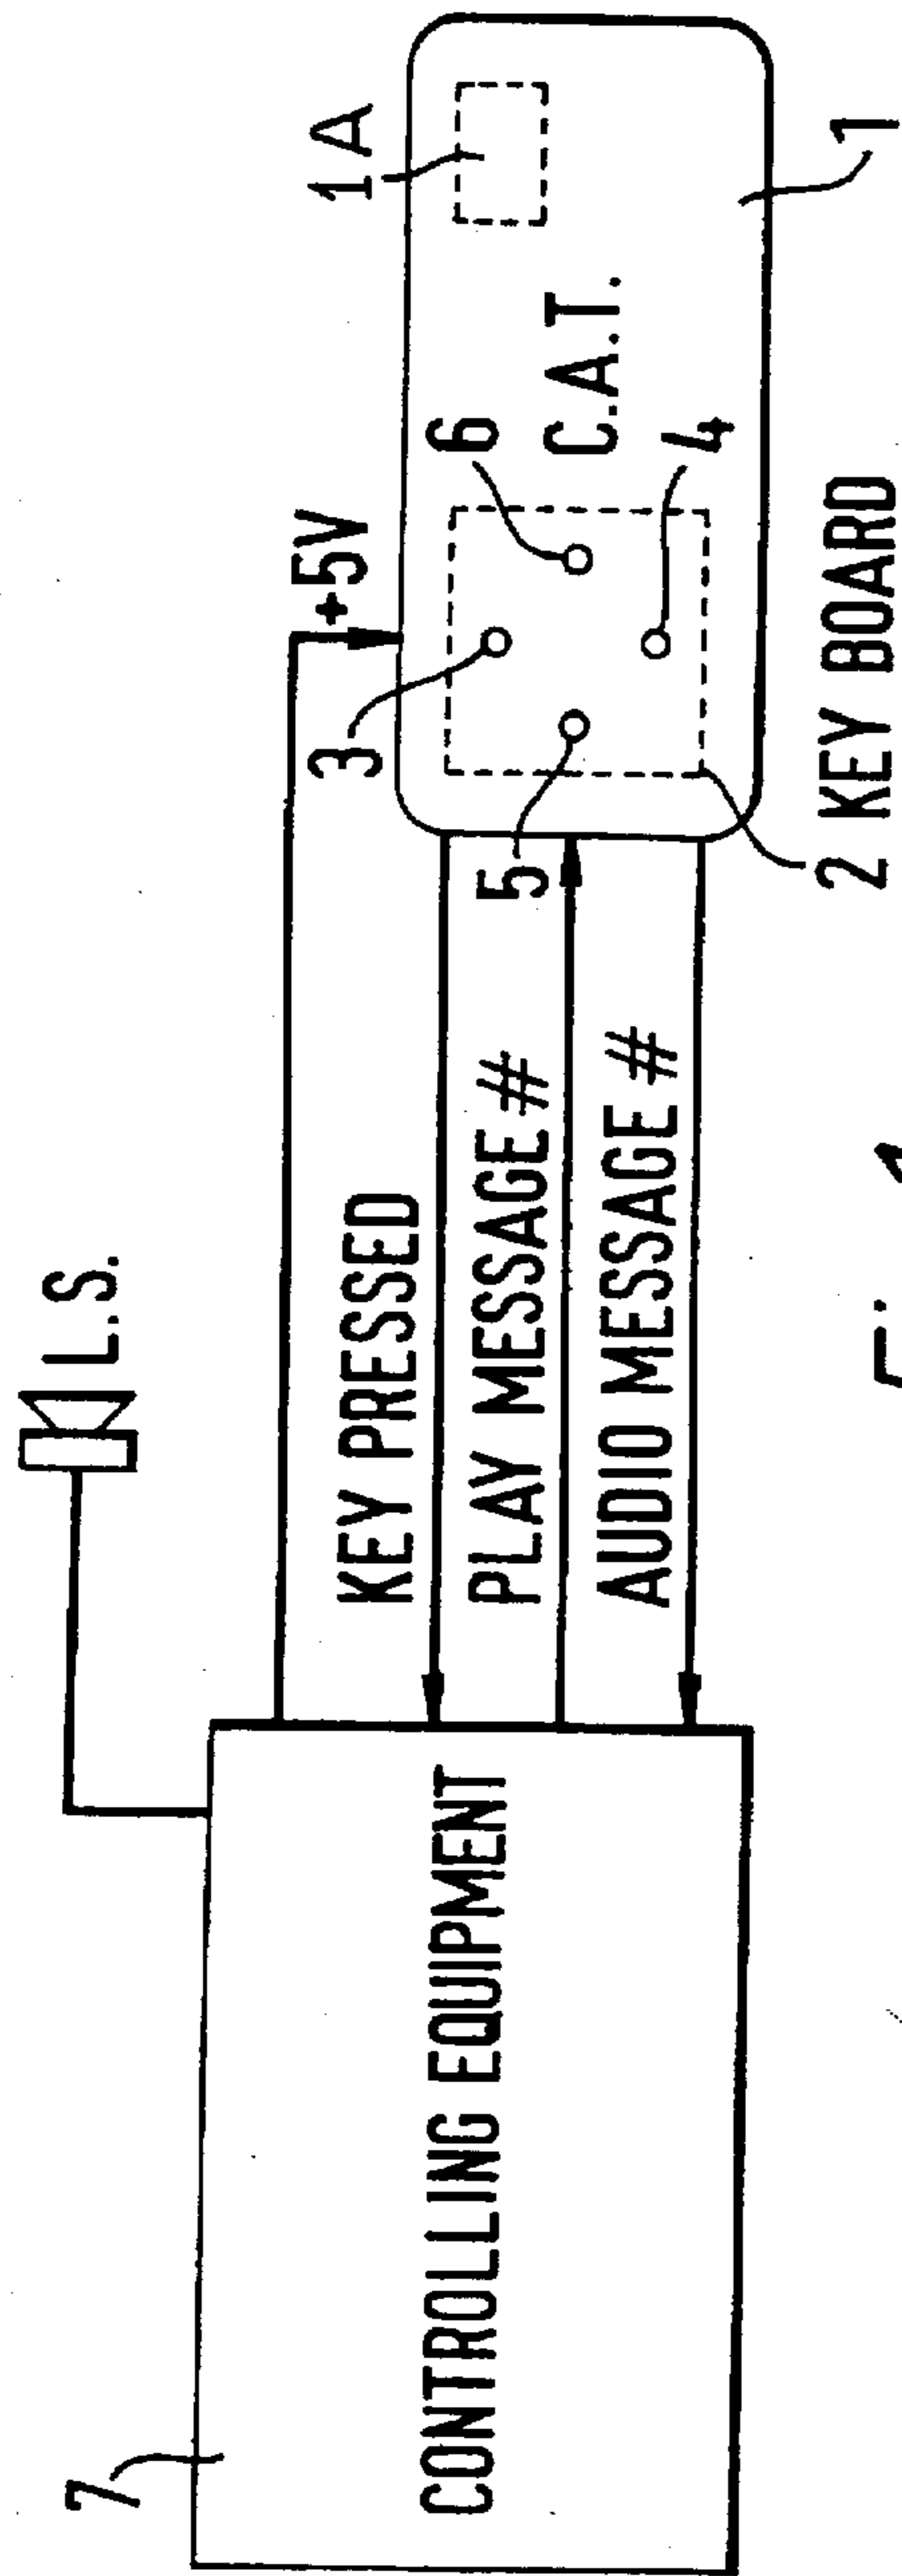 L.S.
7
CONTROLLING EQUIPMENT
KEY PRESSED
PLAY MESSAGE #
AUDIO MESSAGE #
+5V
1A
3
6
5
4
C.A.T.
1
2 KEY BOARD